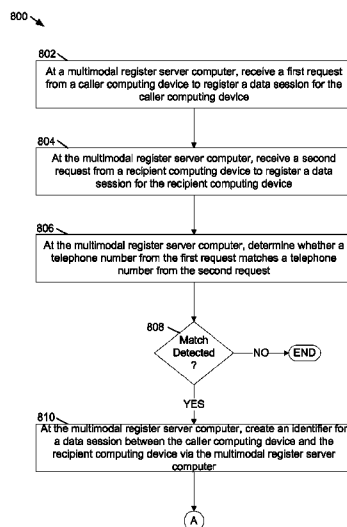 800
802
At a multimodal register server computer, receive a first request
from a caller computing device to register a data session for the
caller computing device
804
At the multimodal register server computer, receive a second
request from a recipient computing device to register a data
session for the recipient computing device
806
At the multimodal register server computer, determine whether a
telephone number from the first request matches a telephone
number from the second request
808
Match
Detected
?
NO
END
YES
810
At the multimodal register server computer, create an identifier for
a data session between the caller computing device and the
recipient computing device via the multimodal register server
computer
A